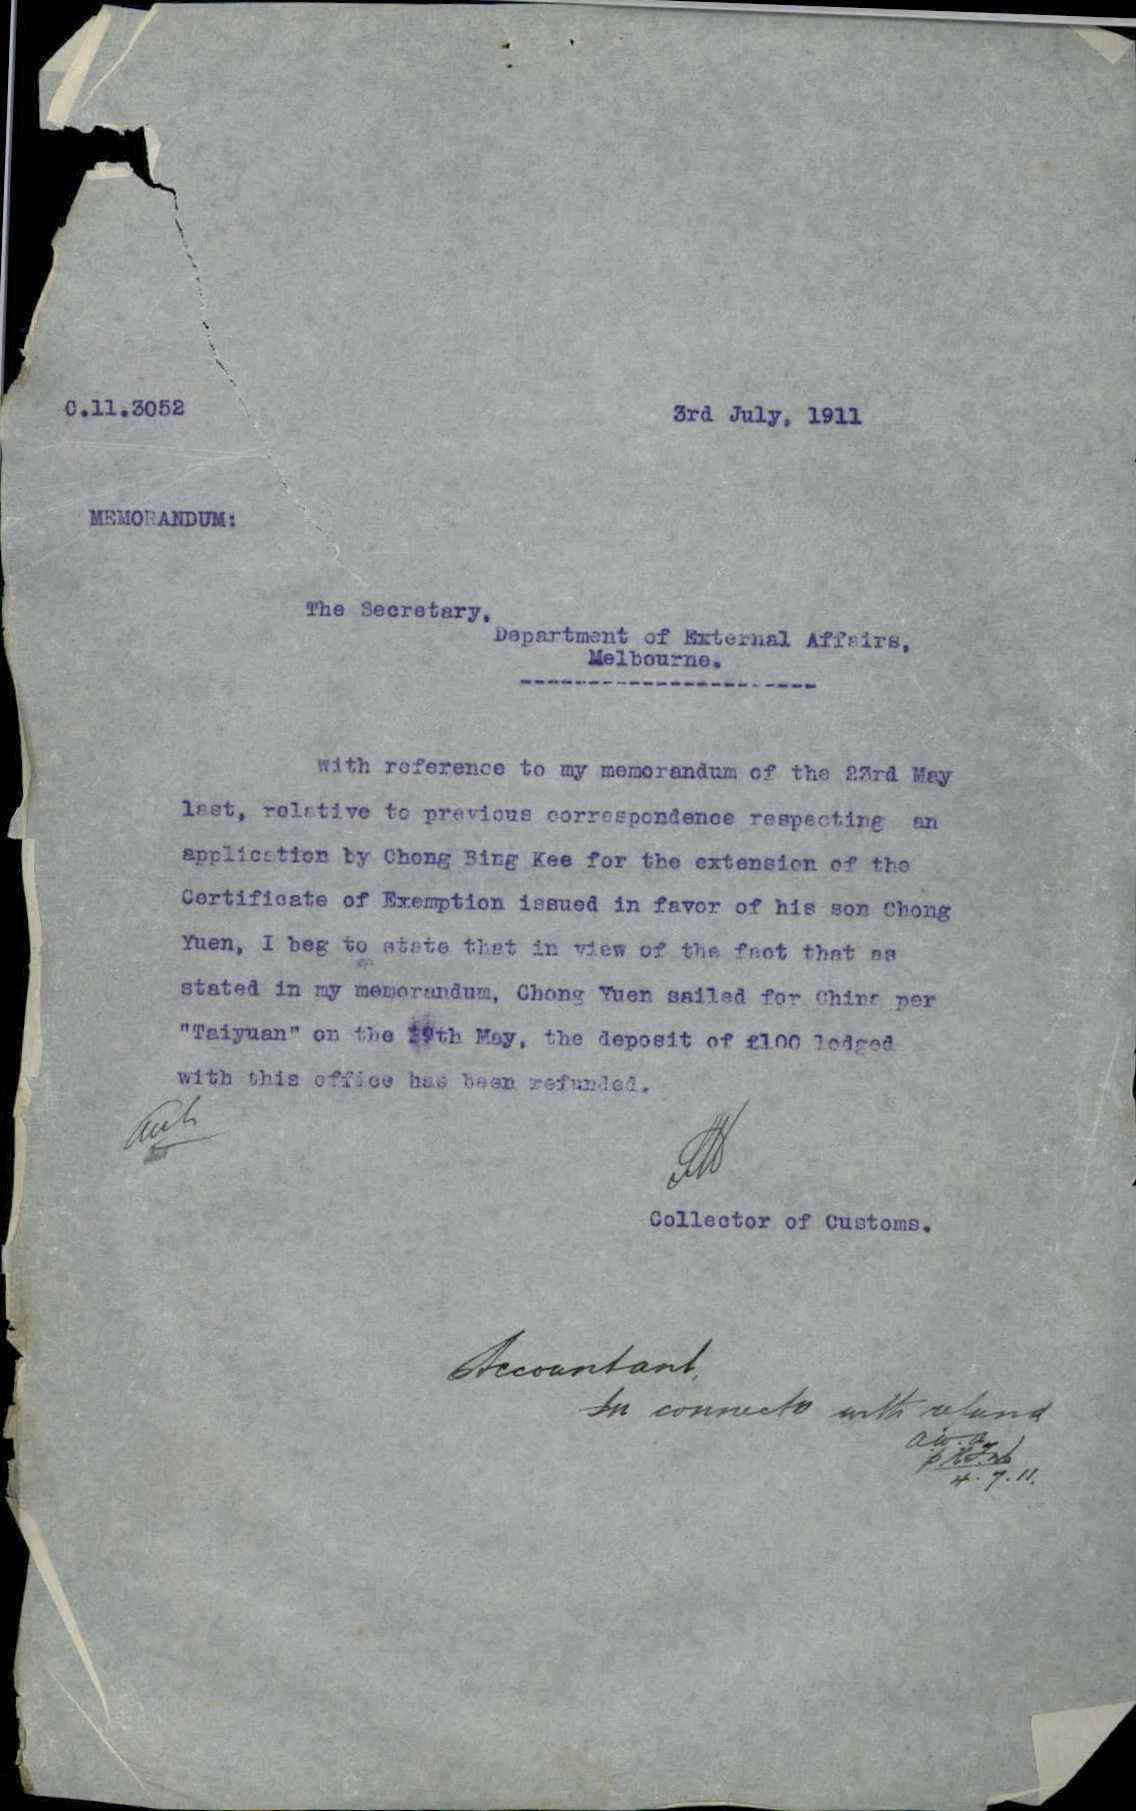 C.11.3052
3rd July, 1911
MEMORANDUM:
The Secretary,
Department of External Affairs,
Melbourne.
With reference to my memorandum of the 23rd May
last, relative to previous correspondence respecting an
application by Chong Bing Kee for the extension of the
Certificate of Exemption issued in favor of his son Chong
Yuen, I beg to state that in view of the fact that as
stated in my memorandum, Chong Yuen sailed for China per
"Taiyuan" on the May, the deposit of £100 lodged
with this office has been refunded.
Collector of Customs.
Accountant,
In connectn with refund
4.7.11.